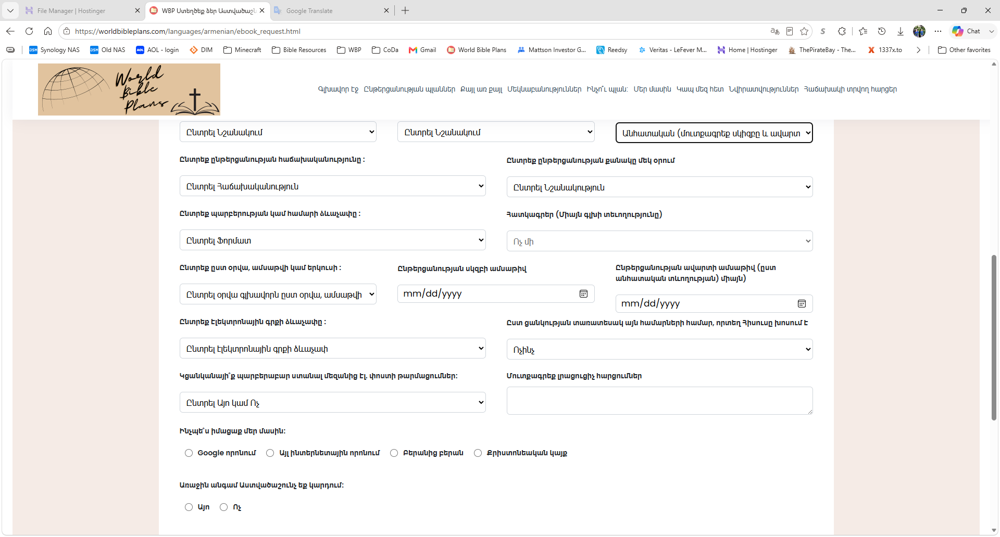 File Manager | Hostinger
WBP Ստեղծեք ձեր Աստվածաշն
Google Translate
https://worldbibleplans.com/languages/armenian/ebook_request.html
Chat
Synology NAS
Old NAS
AOL - login
DIM
Minecraft
Bible Resources
WBP
CoDa
Gmail
World Bible Plans
Mattson Investor G...
Reedsy
Veritas - LeFever M...
Home | Hostinger
ThePirateBay - The...
1337x.to
Other favorites
World
Bible
Plans
Գլխավոր էջ Ընթերցանության պլաններ Քայլ առ քայլ Մեկնաբանություններ Ինչո՞ւ պլան։ Մեր մասին Կապ մեզ հետ Նվիրատվություններ Հաճախակի տրվող հարցեր
Ընտրել Նշանակում
Ընտրել Նշանակում
Անհատական (մուտքագրեք սկիզբը և ավարտ
Ընտրեք ընթերցանության հաճախականությունը :
Ընտրեք ընթերցանության քանակը մեկ օրում
Ընտրել Հաճախականություն
Ընտրել Նշանակություն
Ընտրեք պարբերության կամ համարի ձևաչափը :
Հատկագրեր (Միայն գլխի տեւողությունը)
Ընտրել Ֆորմատ
Ոչ մի
Ընտրեք ըստ օրվա, ամսաթվի կամ երկուսի :
Ընթերցանության սկզբի ամսաթիվ
Ընթերցանության ավարտի ամսաթիվ (ըստ
անհատական տևողության) միայն)
Ընտրել օրվա գլխավորն ըստ օրվա, ամսաթվի
mm/dd/yyyy
mm/dd/yyyy
Ընտրեք էլեկտրոնային գրքի ձևաչափը :
Ըստ ցանկության տառատեսակ այն համարների համար, որտեղ Հիսուսը խոսում է
Ընտրել էլեկտրոնային գրքի ձևաչափ
Ոչինչ
Կցանկանայի՞ք պարբերաբար ստանալ մեզանից էլ. փոստի թարմացումներ:
Մուտքագրեք լրացուցիչ հարցումներ
Ընտրել Այո կամ Ոչ
Ինչպե՞ս իմացաք մեր մասին:
Google որոնում
Այլ ինտերնետային որոնում
Բերանից բերան
Քրիստոնեական կայք
Առաջին անգամ Աստվածաշունչ եք կարդում:
Այո
Ոչ